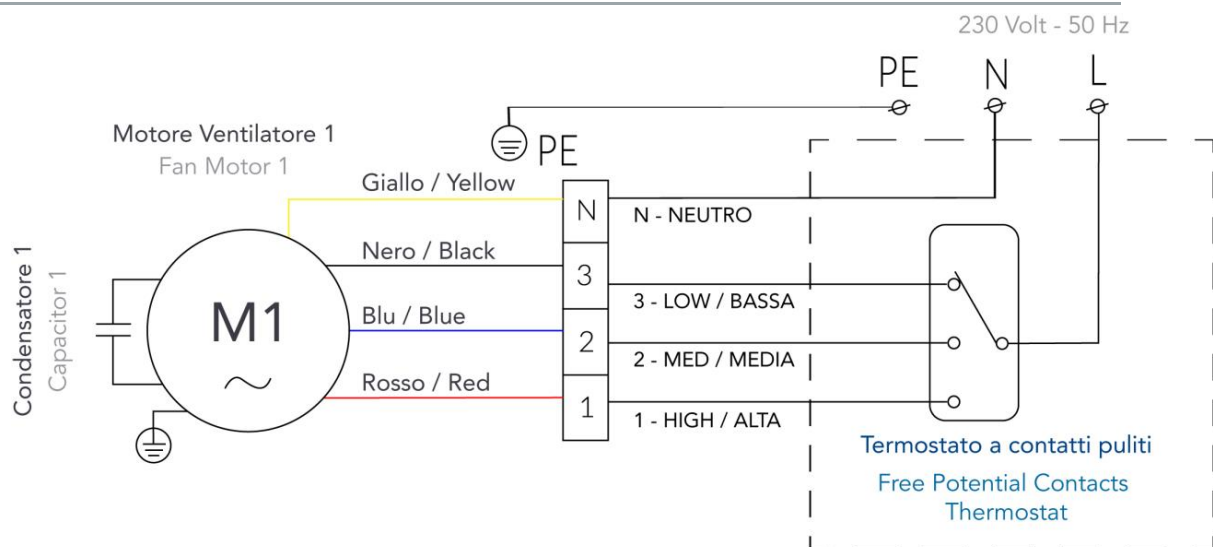 230 Volt - 50 Hz
PE N L
PE
Motore Ventilatore 1
Fan Motor 1
Giallo / Yellow
N
N - NEUTRO
Nero / Black
3
3 - LOW / BASSA
Condensatore 1
Capacitor 1
M1
Blu / Blue
2
2 - MED / MEDIA
Rosso / Red
1
1 - HIGH / ALTA
Termostato a contatti puliti
Free Potential Contacts
Thermostat